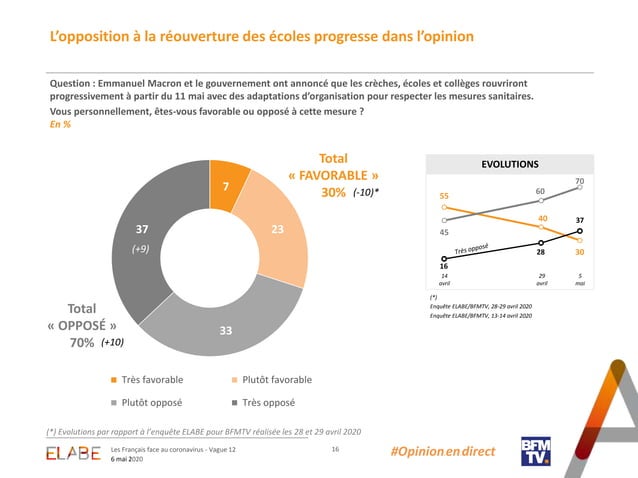 L’opposition à la réouverture des écoles progresse dans l’opinion
Question : Emmanuel Macron et le gouvernement ont annoncé que les crèches, écoles et collèges rouvriront
progressivement à partir du 11 mai avec des adaptations d’organisation pour respecter les mesures sanitaires.
Vous personnellement, êtes-vous favorable ou opposé à cette mesure ?
En %
Total
« FAVORABLE »
30% (-10)*
7
23
33
37
(+9)
Total
« OPPOSÉ »
70% (+10)
Très favorable
Plutôt favorable
Plutôt opposé
Très opposé
EVOLUTIONS
55
45
16
Très opposé
60
40
28
70
37
30
14
avril
29
avril
5
mai
(*)
Enquête ELABE/BFMTV, 28-29 avril 2020
Enquête ELABE/BFMTV, 13-14 avril 2020
(*) Evolutions par rapport à l’enquête ELABE pour BFMTV réalisée les 28 et 29 avril 2020
ELABE
Les Français face au coronavirus - Vague 12
6 mai 2020
16
#Opinionendirect
BFM
TV.